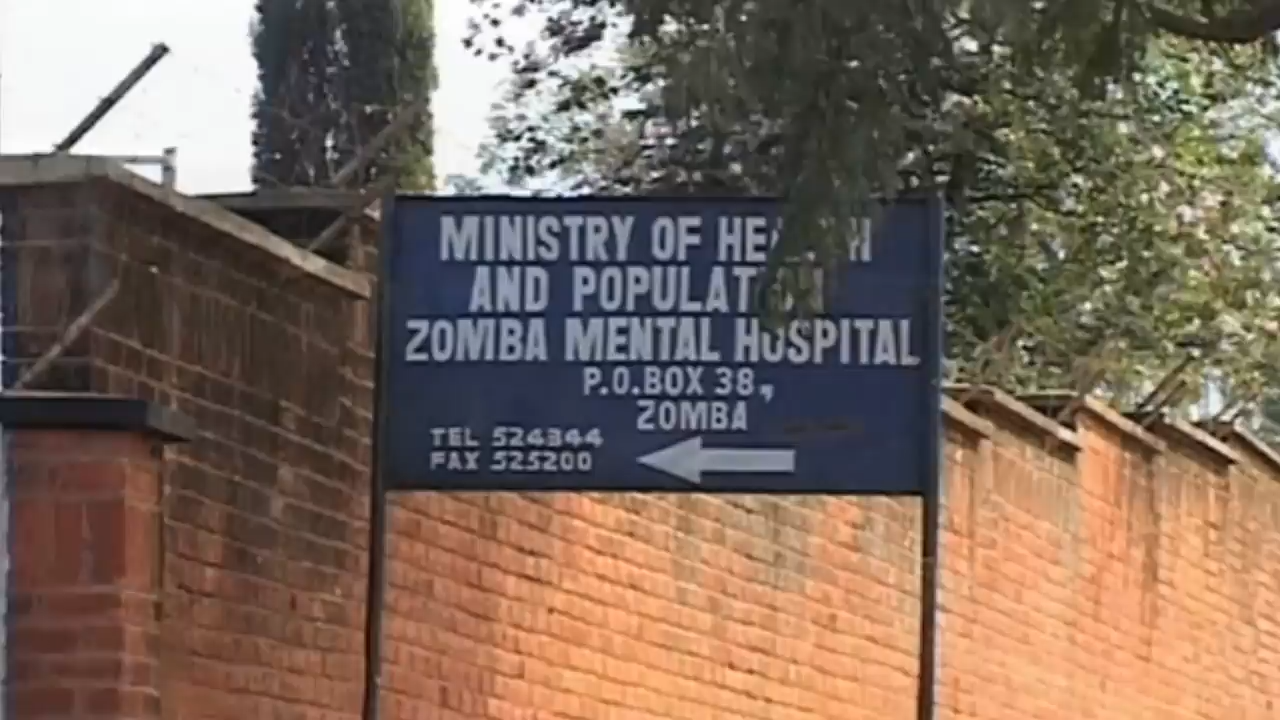 MINISTRY OF HEALTH
AND POPULATION
ZOMBA MENTAL HOSPITAL
P.O.BOX 38,
ZOMBA
TEL 524344
FAX 525200